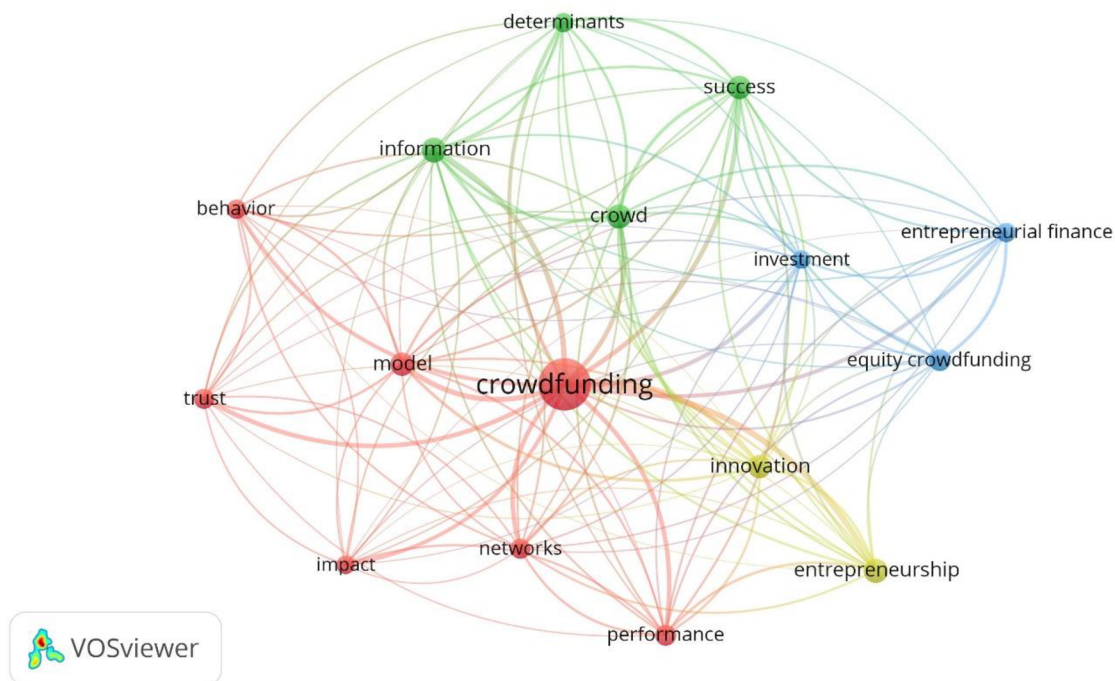 determinants
success
information
behavior
crowd
entrepreneurial finance
investment
equity crowdfunding
model
crowdfunding
trust
innovation
networks
impact
entrepreneurship
performance
VOSviewer